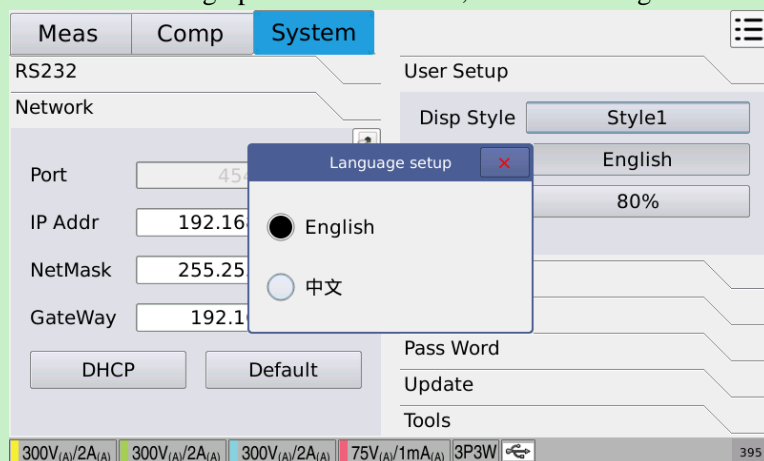 Meas
Comp
System
RS232
User Setup
Network
Disp Style
Style1
Language setup
English
Port
80%
IP Addr
English
NetMask
中文
GateWay
DHCP
Default
Pass Word
Update
Tools
300V(A)/2A(A)
300V(A)/2A(A)
300V(A)/2A(A)
75V(A)/1mA(A)
3P3W
395